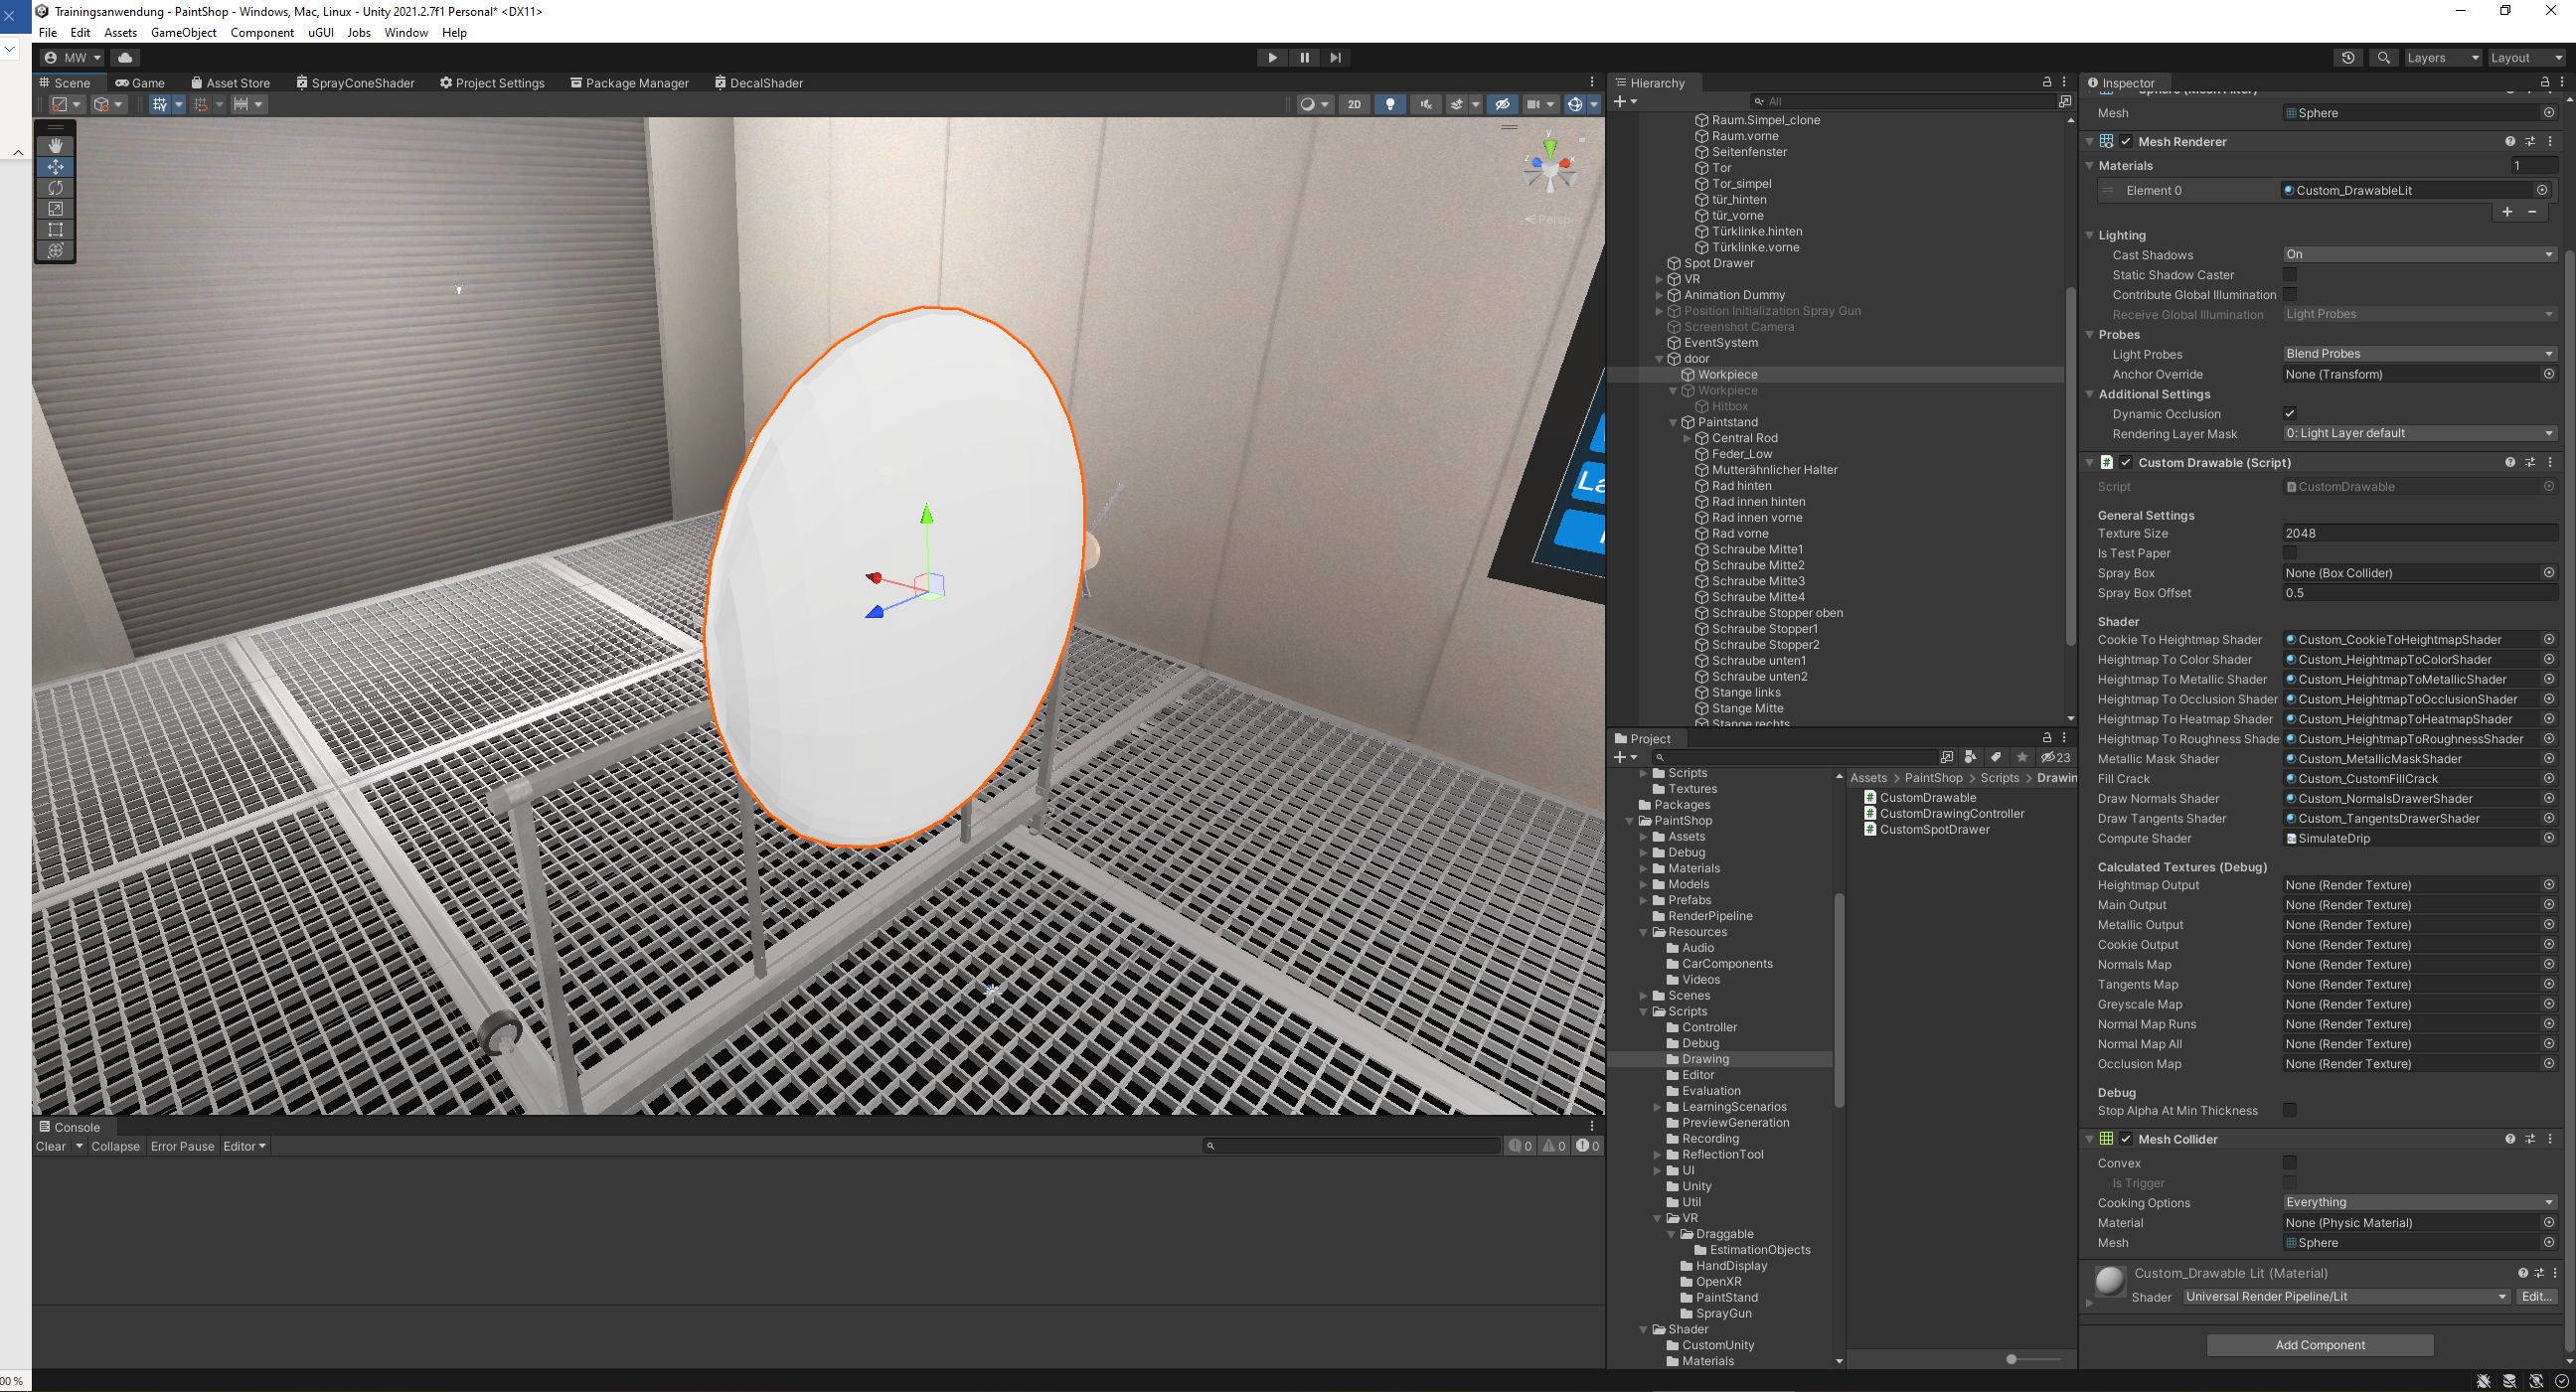 Trainingsanwendung - PaintShop - Windows, Mac, Linux - Unity 2021.2.7f1 Personal* <DX11>
File Edit Assets GameObject Component uGUI Jobs Window Help
MW
Layers Layout
Scene Game Asset Store SprayConeShader Project Settings Package Manager DecalShader
2D
y
z x
Persp
00 %
Console
Clear Collapse Error Pause Editor
0 0 0
Hierarchy
All
Raum.Simpel_clone
Raum.vorne
Seitenfenster
Tor
Tor_simpel
tür_hinten
tür_vorne
Türklinke.hinten
Türklinke.vorne
Spot Drawer
VR
Animation Dummy
Position Initialization Spray Gun
Screenshot Camera
EventSystem
door
Workpiece
Workpiece
Hitbox
Paintstand
Central Rod
Feder_Low
Mutterähnlicher Halter
Rad hinten
Rad innen hinten
Rad innen vorne
Rad vorne
Schraube Mitte1
Schraube Mitte2
Schraube Mitte3
Schraube Mitte4
Schraube Stopper oben
Schraube Stopper1
Schraube Stopper2
Schraube unten1
Schraube unten2
Stange links
Stange Mitte
Stange rechts
Project
23
Scripts
Textures
Packages
PaintShop
Assets
Debug
Materials
Models
Prefabs
RenderPipeline
Resources
Audio
CarComponents
Videos
Scenes
Scripts
Controller
Debug
Drawing
Editor
Evaluation
LearningScenarios
PreviewGeneration
Recording
ReflectionTool
UI
Unity
Util
VR
Draggable
EstimationObjects
HandDisplay
OpenXR
PaintStand
SprayGun
Shader
CustomUnity
Materials
Assets > PaintShop > Scripts > Drawin
CustomDrawable
CustomDrawingController
CustomSpotDrawer
Inspector
Sphere (Mesh Filter)
Mesh Sphere
Mesh Renderer
Materials 1
Element 0 Custom_DrawableLit
Lighting
Cast Shadows On
Static Shadow Caster
Contribute Global Illumination
Receive Global Illumination Light Probes
Probes
Light Probes Blend Probes
Anchor Override None (Transform)
Additional Settings
Dynamic Occlusion
Rendering Layer Mask 0: Light Layer default
Custom Drawable (Script)
Script CustomDrawable
General Settings
Texture Size 2048
Is Test Paper
Spray Box None (Box Collider)
Spray Box Offset 0.5
Shader
Cookie To Heightmap Shader Custom_CookieToHeightmapShader
Heightmap To Color Shader Custom_HeightmapToColorShader
Heightmap To Metallic Shader Custom_HeightmapToMetallicShader
Heightmap To Occlusion Shader Custom_HeightmapToOcclusionShader
Heightmap To Heatmap Shader Custom_HeightmapToHeatmapShader
Heightmap To Roughness Shade Custom_HeightmapToRoughnessShader
Metallic Mask Shader Custom_MetallicMaskShader
Fill Crack Custom_CustomFillCrack
Draw Normals Shader Custom_NormalsDrawerShader
Draw Tangents Shader Custom_TangentsDrawerShader
Compute Shader SimulateDrip
Calculated Textures (Debug)
Heightmap Output None (Render Texture)
Main Output None (Render Texture)
Metallic Output None (Render Texture)
Cookie Output None (Render Texture)
Normals Map None (Render Texture)
Tangents Map None (Render Texture)
Greyscale Map None (Render Texture)
Normal Map Runs None (Render Texture)
Normal Map All None (Render Texture)
Occlusion Map None (Render Texture)
Debug
Stop Alpha At Min Thickness
Mesh Collider
Convex
Is Trigger
Cooking Options Everything
Material None (Physic Material)
Mesh Sphere
Custom_Drawable Lit (Material)
Shader Universal Render Pipeline/Lit Edit...
Add Component